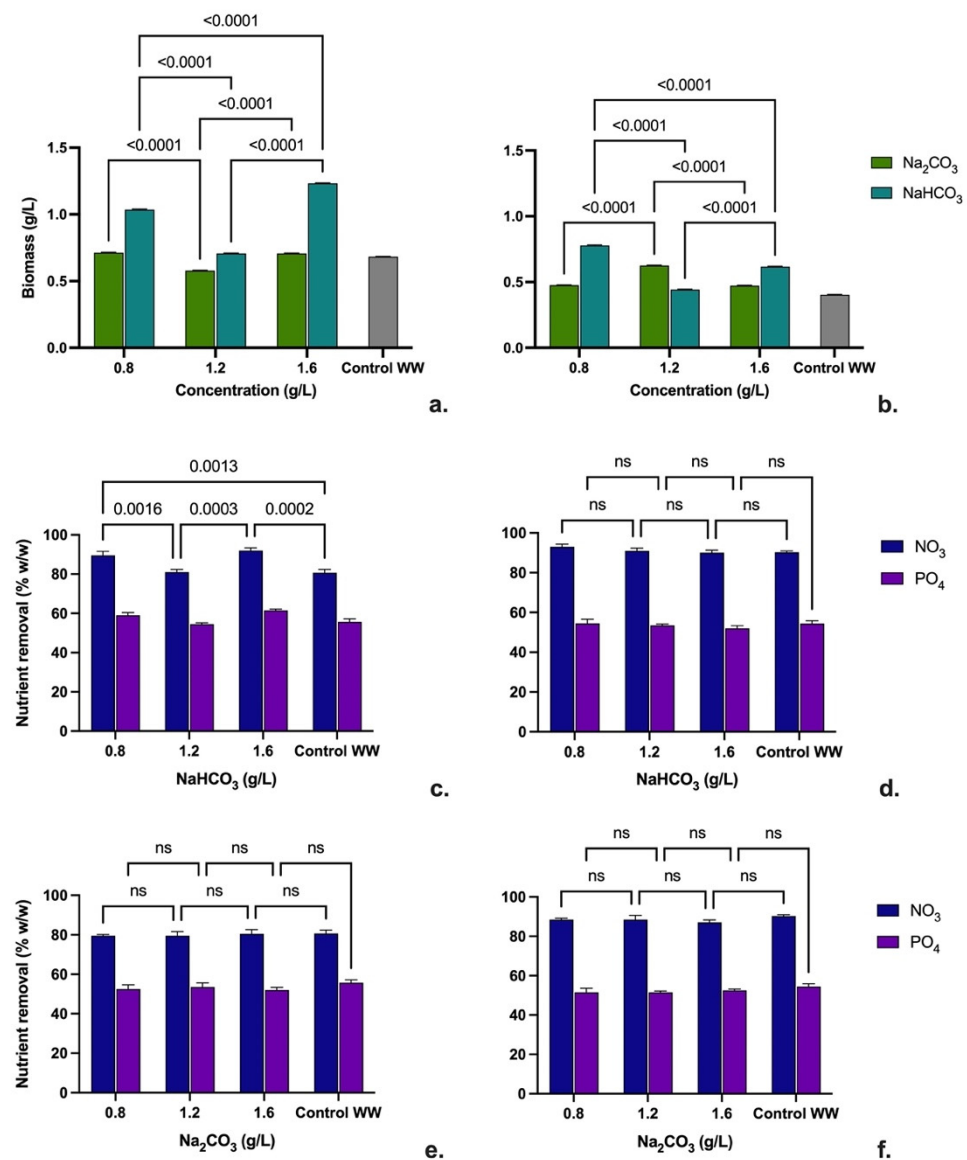 <0.0001
<0.0001
<0.0001
<0.0001 <0.0001
1.5
1.0
0.5
0.0
Biomass (g/L)
0.8 1.2 1.6 Control WW
Concentration (g/L)
a.
<0.0001
<0.0001
<0.0001
<0.0001
1.5
1.0
0.5
0.0
0.8 1.2 1.6 Control WW
Concentration (g/L)
b.
Na₂CO₃
NaHCO₃
0.0013
0.0016 0.0003 0.0002
100
80
60
40
20
0
Nutrient removal (% w/w)
0.8 1.2 1.6 Control WW
NaHCO₃ (g/L)
c.
ns ns ns
ns ns ns
100
80
60
40
20
0
0.8 1.2 1.6 Control WW
NaHCO₃ (g/L)
d.
NO₃
PO₄
ns ns ns
ns ns ns
100
80
60
40
20
0
Nutrient removal (% w/w)
0.8 1.2 1.6 Control WW
Na₂CO₃ (g/L)
e.
ns ns ns
ns ns ns
100
80
60
40
20
0
0.8 1.2 1.6 Control WW
Na₂CO₃ (g/L)
f.
NO₃
PO₄